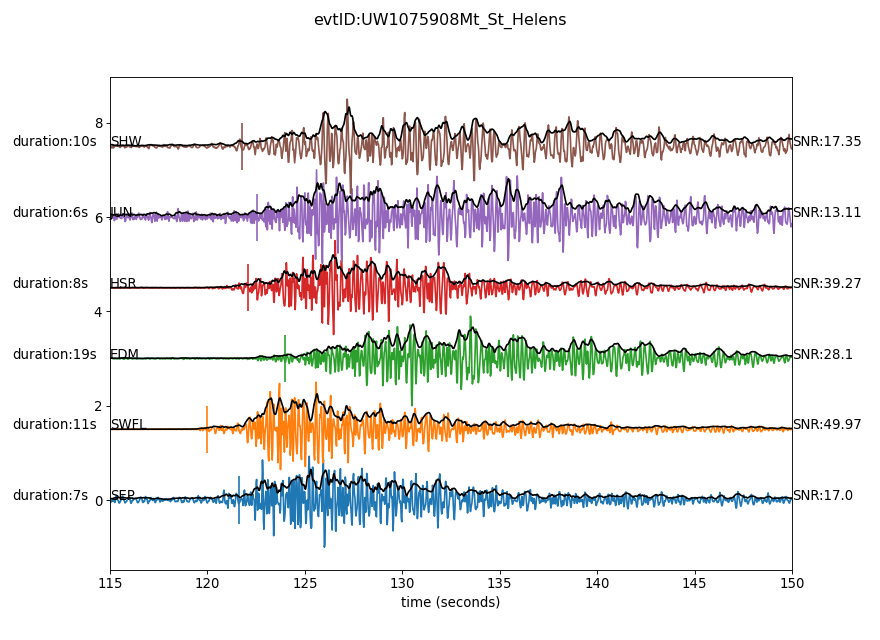 evtID:UW1075908Mt_St_Helens
8
duration:10s SHW SNR:17.35
duration:6s JUN SNR:13.11
6
duration:8s HSR SNR:39.27
4
duration:19s EDM SNR:28.1
2
duration:11s SWFL SNR:49.97
duration:7s SEP SNR:17.0
0
115 120 125 130 135 140 145 150
time (seconds)